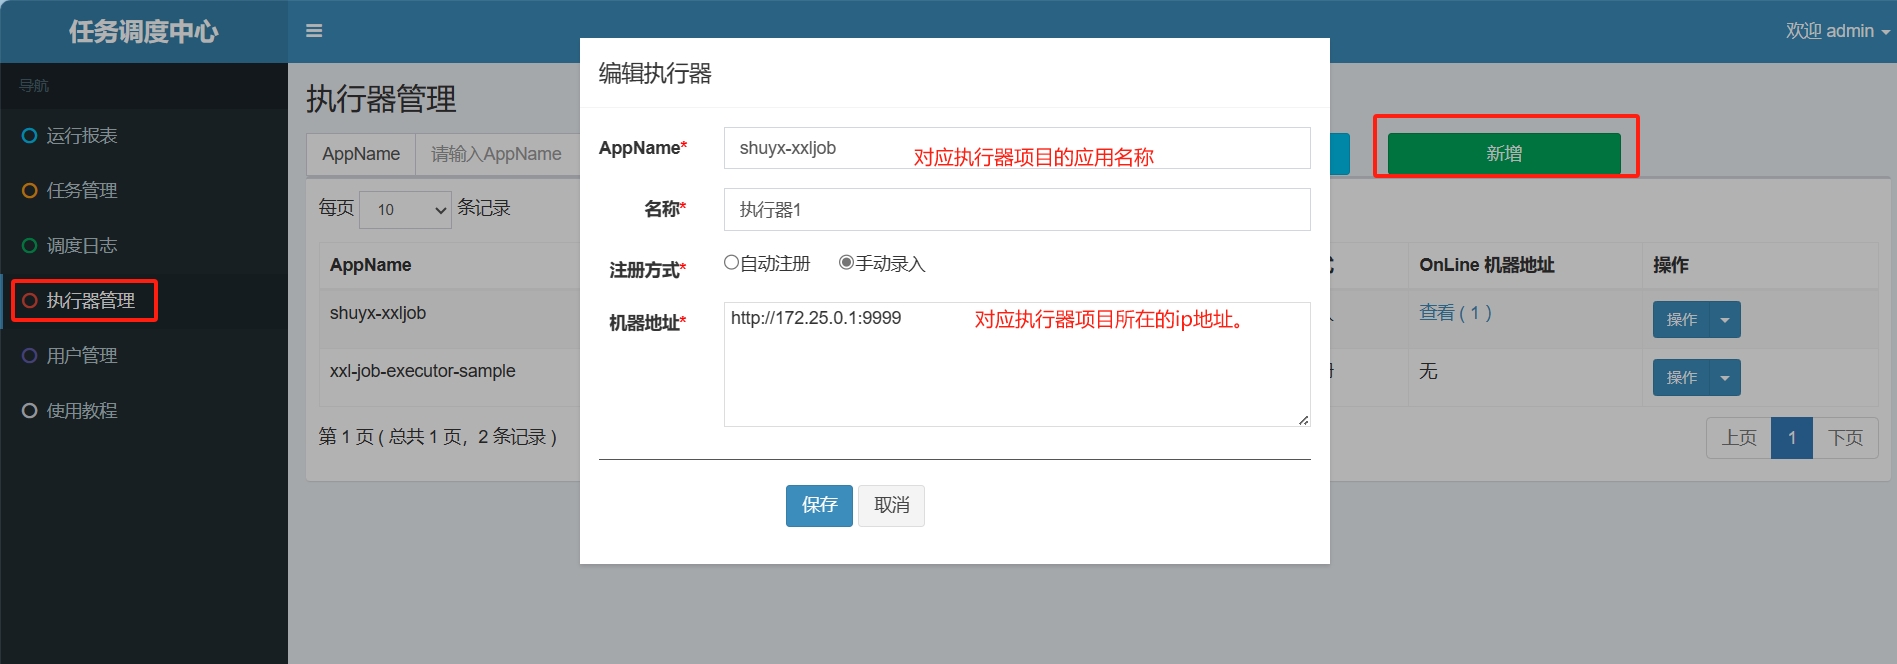 任务调度中心
欢迎 admin
导航
运行报表
任务管理
调度日志
执行器管理
用户管理
使用教程
执行器管理
AppName 请输入AppName
新增
每页 10 条记录
AppName OnLine 机器地址 操作
shuyx-xxljob 查看 ( 1 ) 操作
xxl-job-executor-sample 无 操作
第 1 页 ( 总共 1 页，2 条记录 )
上页 1 下页
编辑执行器
AppName* shuyx-xxljob 对应执行器项目的应用名称
名称* 执行器1
注册方式* 自动注册 手动录入
机器地址* http://172.25.0.1:9999 对应执行器项目所在的ip地址。
保存 取消